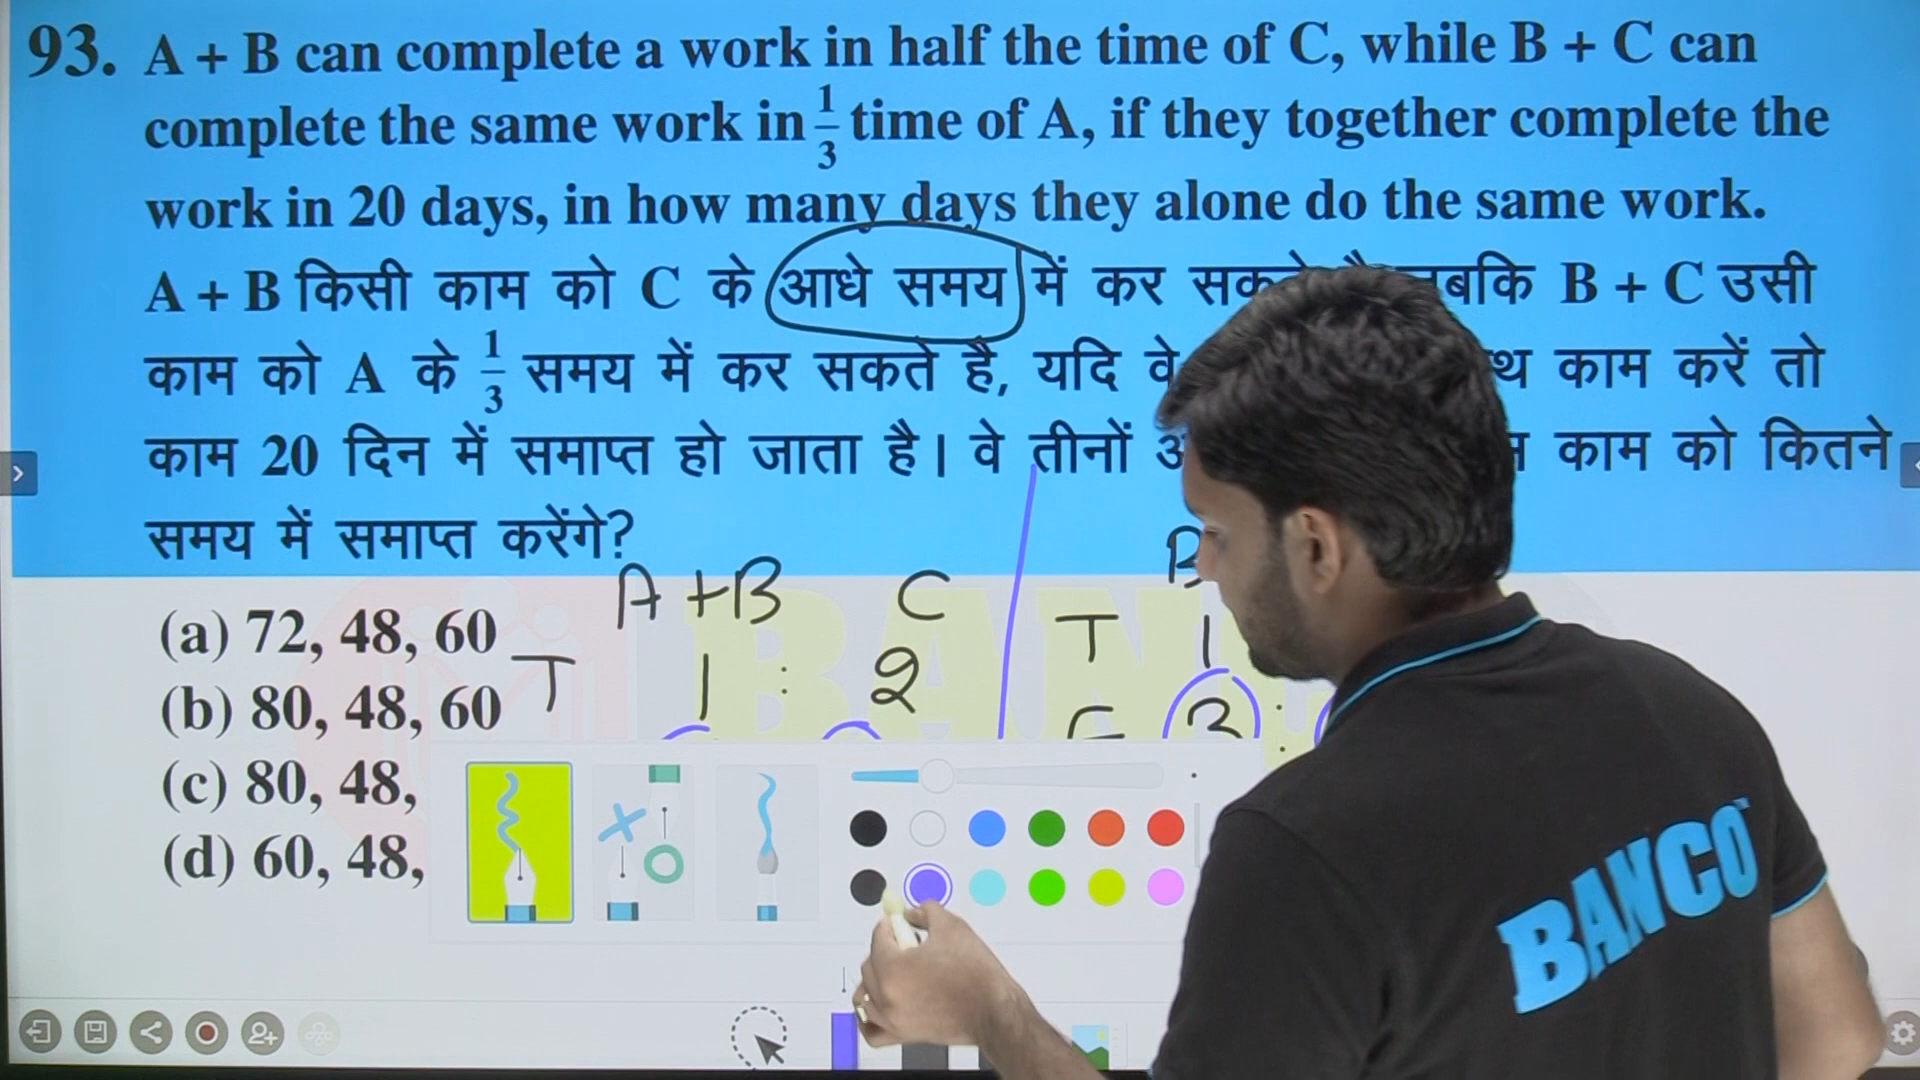 93. A + B can complete a work in half the time of C, while B + C can
complete the same work in 1/3 time of A, if they together complete the
work in 20 days, in how many days they alone do the same work.
A + B किसी काम को C के आधे समय में कर B + C उसी
काम को A के 1/3 समय में कर सकते है, यदि वे काम करें तो
काम 20 दिन में समाप्त हो जाता है। वे तीनों काम को कितने
समय में समाप्त करेंगे?
A + B C
T 1 : 2
T 1
3 :
(a) 72, 48, 60
(b) 80, 48, 60
(c) 80, 48,
(d) 60, 48,
BANCO